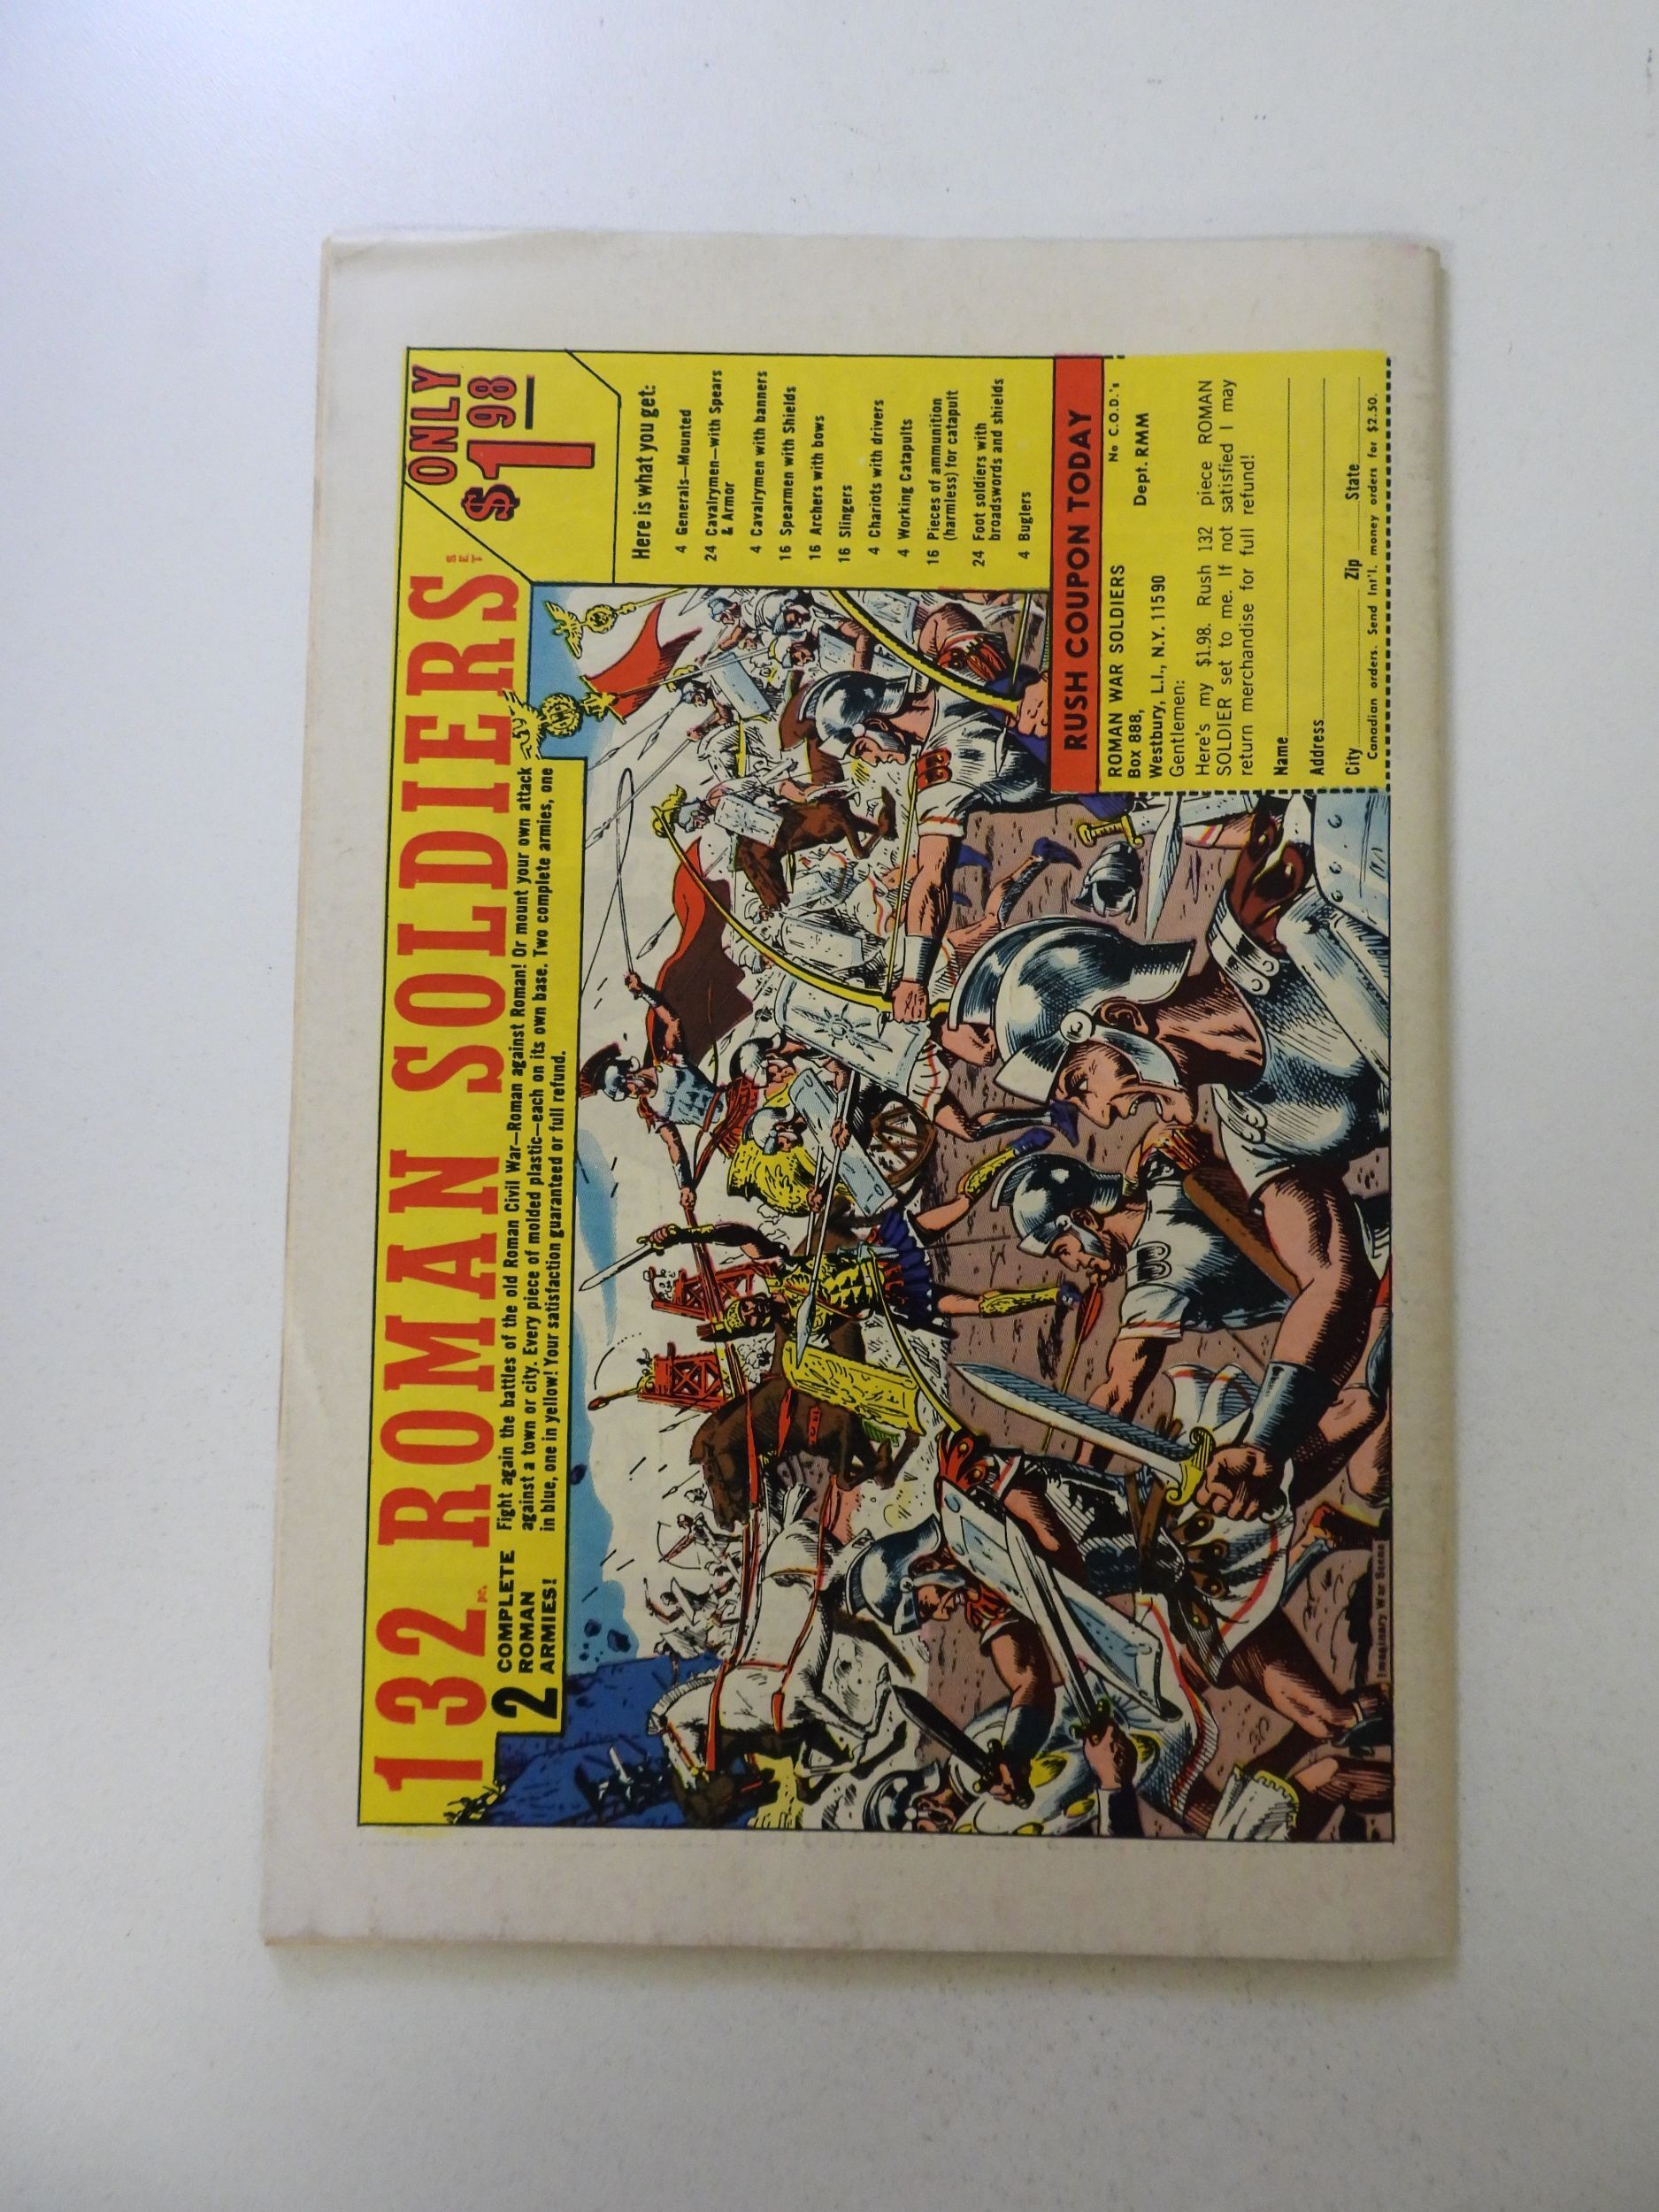 132 PC. ROMAN SOLDIERS SET
ONLY
$1.98
2 COMPLETE
ROMAN
ARMIES!
Fight again the battles of the old Roman Civil War—Roman against Roman! Or mount your own attack
against a town or city. Every piece of molded plastic—each on its own base. Two complete armies, one
in blue, one in yellow! Your satisfaction guaranteed or full refund.
Here is what you get:
4 Generals—Mounted
24 Cavalrymen—with Spears
& Armor
4 Cavalrymen with banners
16 Spearmen with Shields
16 Archers with bows
16 Slingers
4 Chariots with drivers
4 Working Catapults
16 Pieces of ammunition
(harmless) for catapult
24 Foot soldiers with
broadswords and shields
4 Buglers
RUSH COUPON TODAY
No C.O.D.'s
ROMAN WAR SOLDIERS
Box 888, Dept. RMM
Westbury, L.I., N.Y. 11590
Gentlemen:
Here's my $1.98. Rush 132 piece ROMAN
SOLDIER set to me. If not satisfied I may
return merchandise for full refund!
Name
Address
City Zip State
Canadian orders. Send Int'l. money orders for $2.50.
Imaginary War Scene